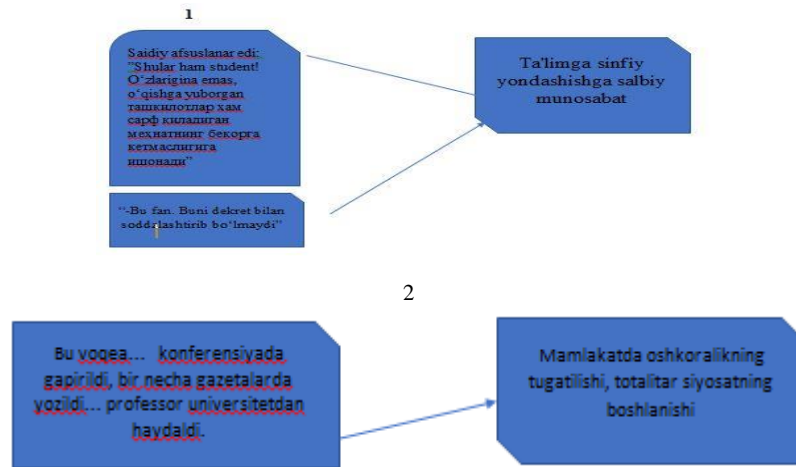 1
Saidiy afsuslanar edi:
"Shular ham student!
O‘zlarigina emas,
o‘qishga yuborgan
ташкилотлар хам
сарф киладиган
мехнатнинг бекорга
кетмаслигига
ишонади"
Ta'limga sinfiy
yondashishga salbiy
munosabat
"-Bu fan. Buni dekret bilan
soddalashtirib bo‘lmaydi"
2
Bu voqea... konferensiyada
gapirildi, bir necha gazetalarda
yozildi... professor universitetdan
haydaldi.
Mamlakatda oshkoralikning
tugatilishi, totalitar siyosatning
boshlanishi